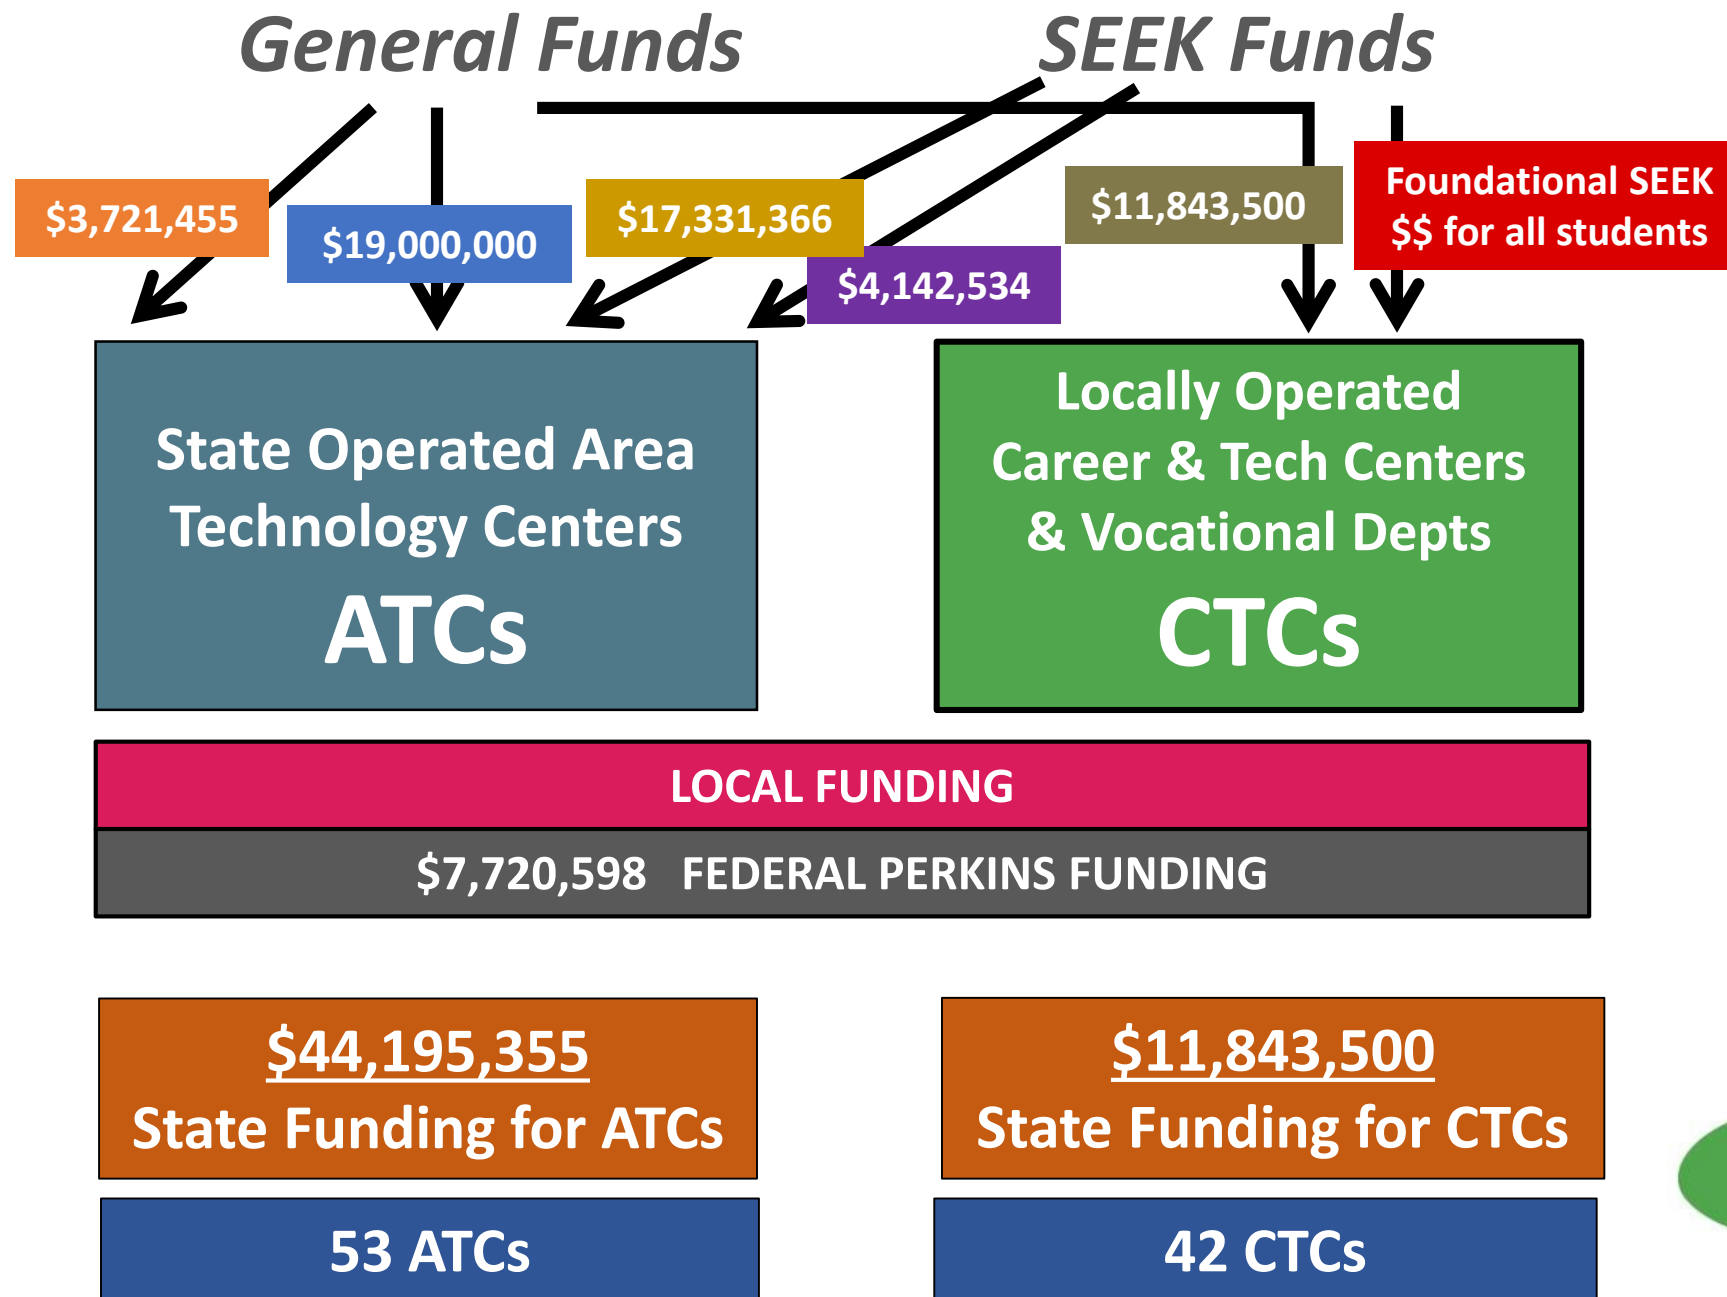 General Funds
SEEK Funds
$3,721,455
$19,000,000
$17,331,366
$4,142,534
$11,843,500
Foundational SEEK
$$ for all students
State Operated Area
Technology Centers
ATCs
Locally Operated
Career & Tech Centers
& Vocational Depts
CTCs
LOCAL FUNDING
$7,720,598 FEDERAL PERKINS FUNDING
$44,195,355
State Funding for ATCs
$11,843,500
State Funding for CTCs
53 ATCs
42 CTCs